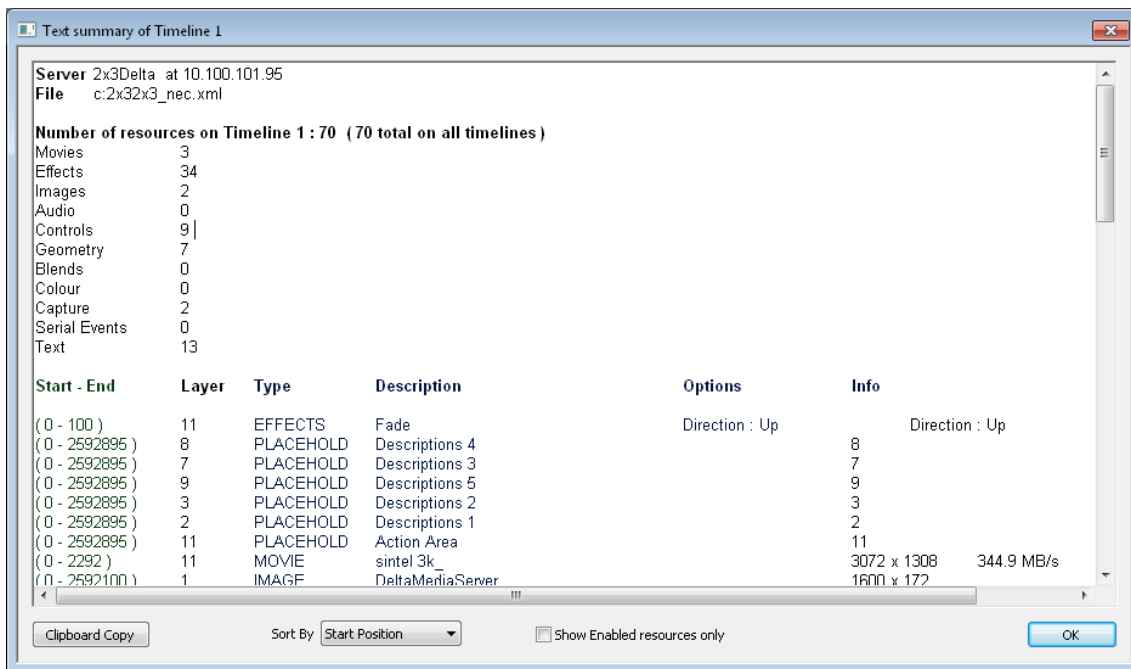 Text summary of Timeline 1
Server 2x3Delta at 10.100.101.95
File c:2x32x3_nec.xml
Number of resources on Timeline 1 : 70 ( 70 total on all timelines )
Movies 3
Effects 34
Images 2
Audio 0
Controls 9
Geometry 7
Blends 0
Colour 0
Capture 2
Serial Events 0
Text 13
Start - End Layer Type Description Options Info
( 0 - 100 ) 11 EFFECTS Fade Direction : Up Direction : Up
( 0 - 2592895 ) 8 PLACEHOLD Descriptions 4 8
( 0 - 2592895 ) 7 PLACEHOLD Descriptions 3 7
( 0 - 2592895 ) 9 PLACEHOLD Descriptions 5 9
( 0 - 2592895 ) 3 PLACEHOLD Descriptions 2 3
( 0 - 2592895 ) 2 PLACEHOLD Descriptions 1 2
( 0 - 2592895 ) 11 PLACEHOLD Action Area 11
( 0 - 2292 ) 11 MOVIE sintel 3k_ 3072 x 1308 344.9 MB/s
( 0 - 2592100 ) 1 IMAGE DeltaMediaServer 1600 x 172
Clipboard Copy Sort By Start Position Show Enabled resources only OK